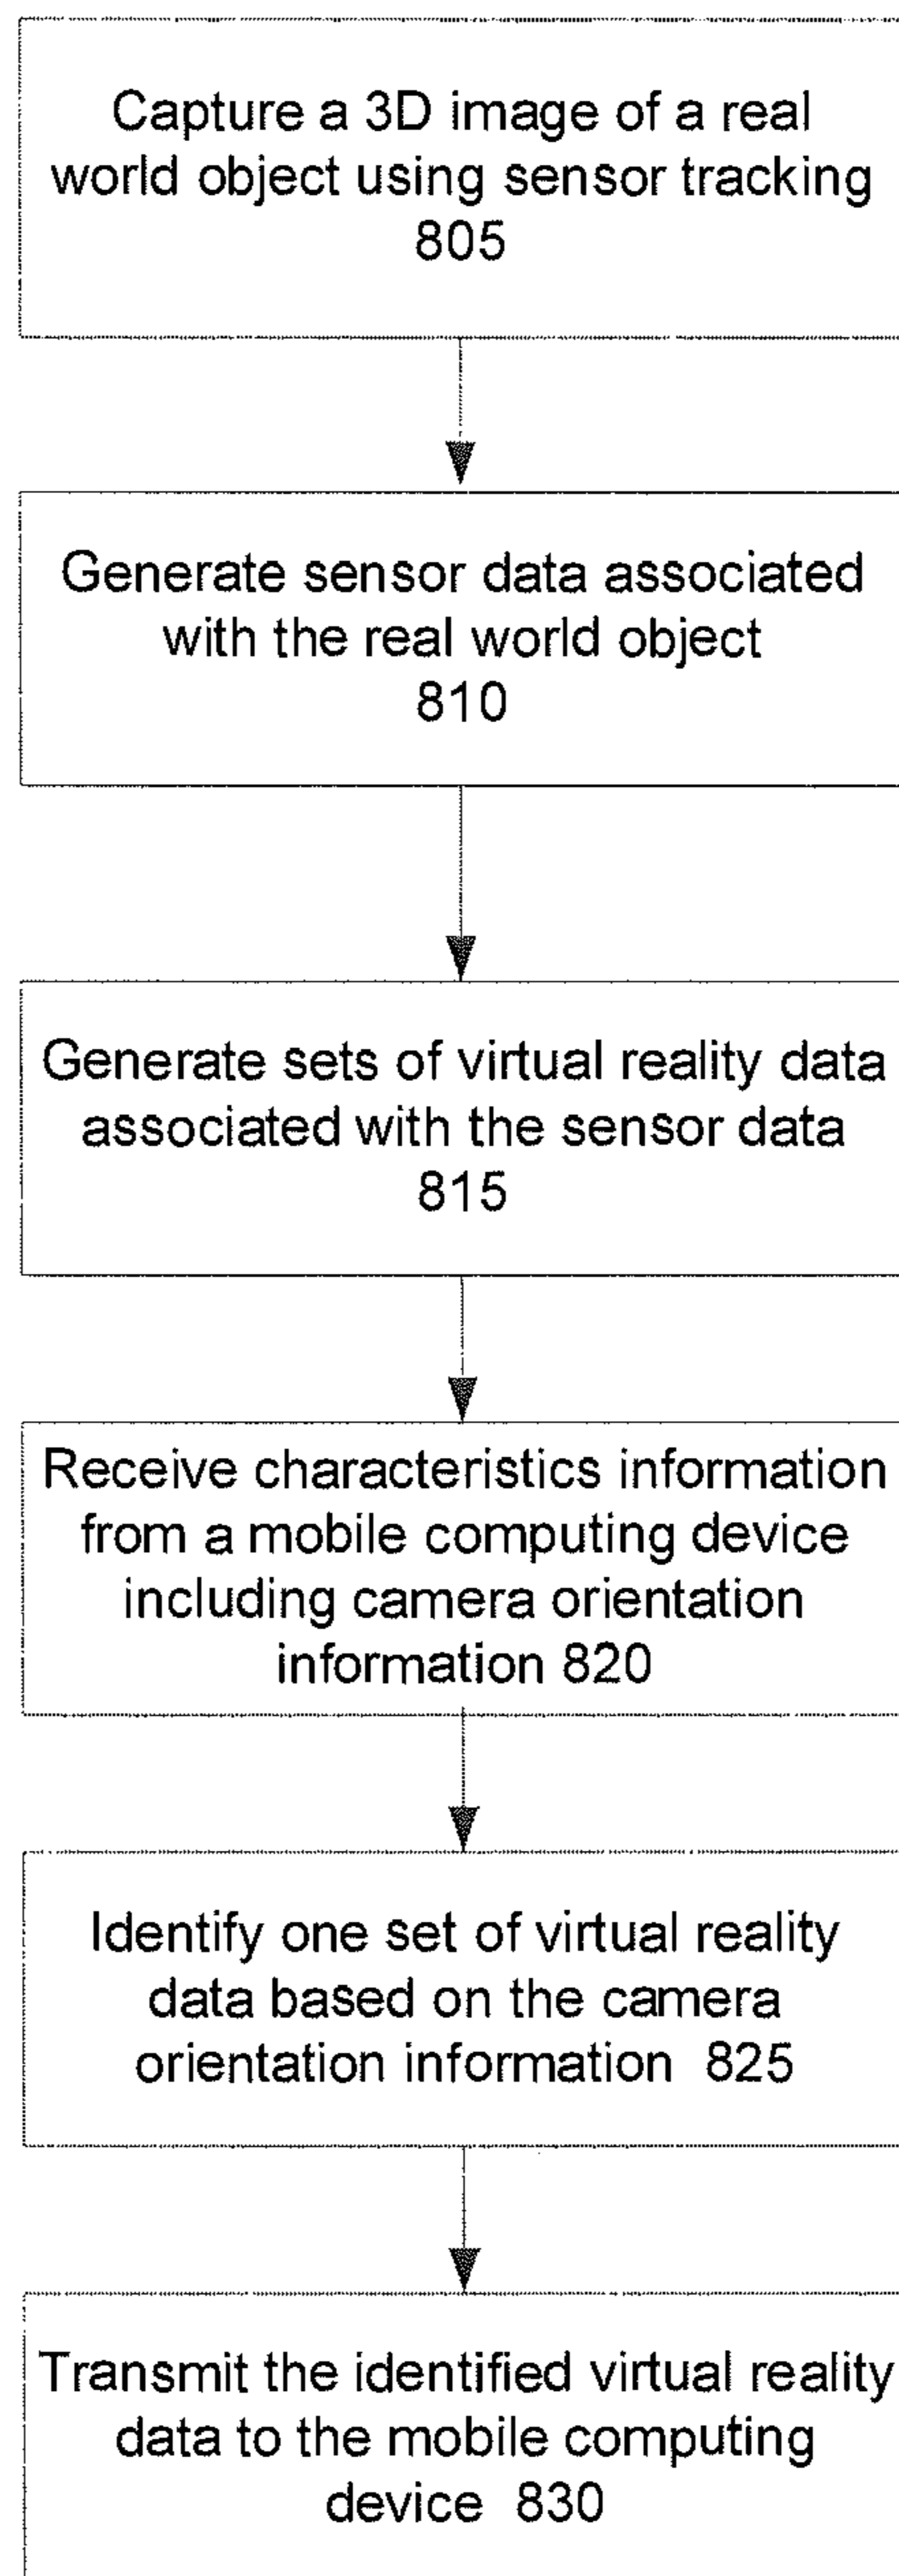 Capture a 3D image of a real
world object using sensor tracking
805
Generate sensor data associated
with the real world object
810
Generate sets of virtual reality data
associated with the sensor data
815
Receive characteristics information
from a mobile computing device
including camera orientation
information 820
Identify one set of virtual reality
data based on the camera
orientation information 825
Transmit the identified virtual reality
data to the mobile computing
device 830